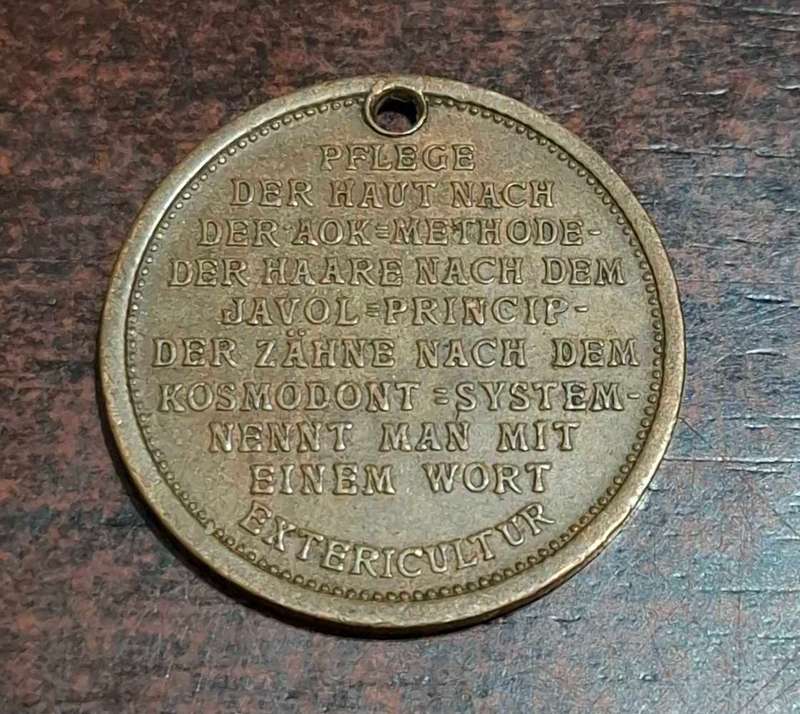 PFLEGE
DER HAUT NACH
DER AOK=METHODE-
DER HAARE NACH DEM
JAVOL=PRINCIP-
DER ZÄHNE NACH DEM
KOSMODONT=SYSTEM-
NENNT MAN MIT
EINEM WORT
EXTERICULTUR